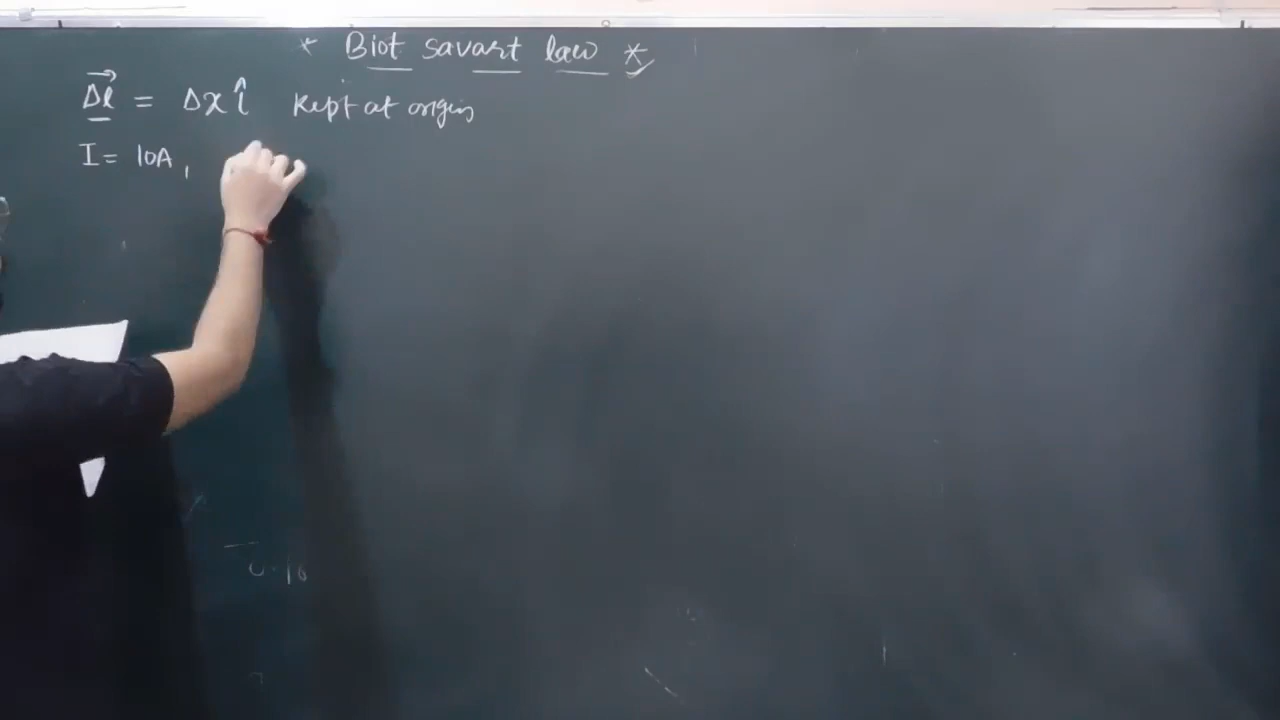 * Biot savart law *
Δl = Δx î Kept at origin
I = 10A,